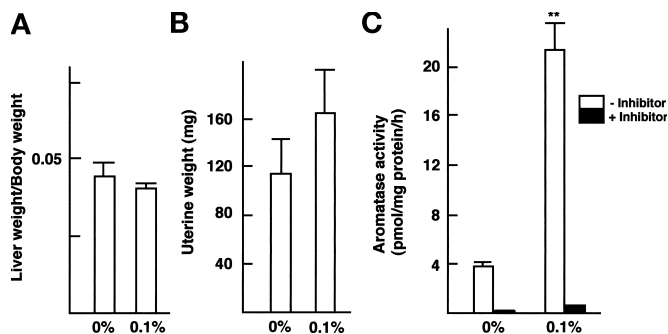 A
Liver weight/Body weight
0.05
0%
0.1%
B
Uterine weight (mg)
160
120
80
40
0%
0.1%
C
Aromatase activity
(pmol/mg protein/h)
20
16
12
8
4
**
0%
0.1%
- Inhibitor
+ Inhibitor